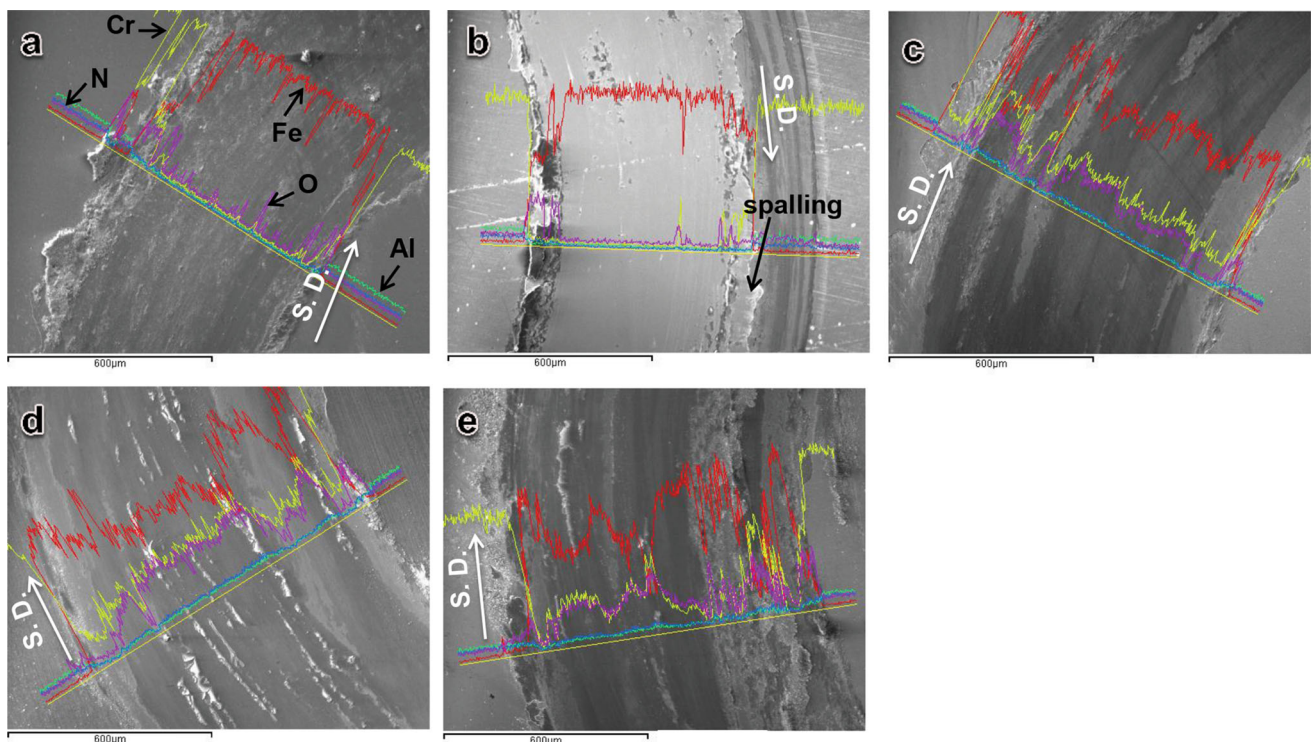 a
Cr
N
Fe
O
Al
S. D.
600μm
b
S. D.
spalling
600μm
c
S. D.
600μm
d
S. D.
600μm
e
S. D.
600μm